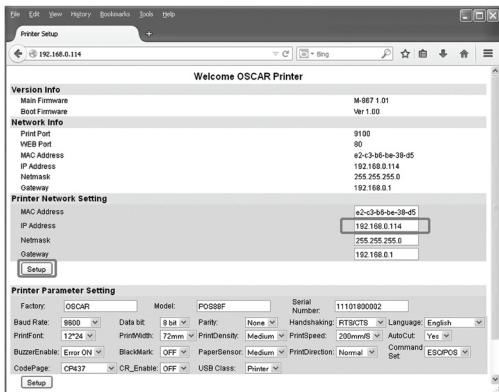 File Edit View History Bookmarks Tools Help
Printer Setup +
192.168.0.114 Bing
Welcome OSCAR Printer
Version Info
Main Firmware M-867 1.01
Boot Firmware Ver 1.00
Network Info
Print Port 9100
WEB Port 80
MAC Address e2-c3-b6-be-38-d5
IP Address 192.168.0.114
Netmask 255.255.255.0
Gateway 192.168.0.1
Printer Network Setting
MAC Address e2-c3-b6-be-38-d5
IP Address 192.168.0.114
Netmask 255.255.255.0
Gateway 192.168.0.1
Setup
Printer Parameter Setting
Factory: OSCAR Model: POS88F Serial Number: 11101800002
Baud Rate: 9600 Data bit: 8 bit Parity: None Handshaking: RTS/CTS Language: English
PrintFont: 12*24 PrintWidth: 72mm PrintDensity: Medium PrintSpeed: 200mm/S AutoCut: Yes
BuzzerEnable: Error ON BlackMark: OFF PaperSensor: Medium PrintDirection: Normal Command Set: ESC/POS
CodePage: CP437 CR_Enable: OFF USB Class: Printer
Setup